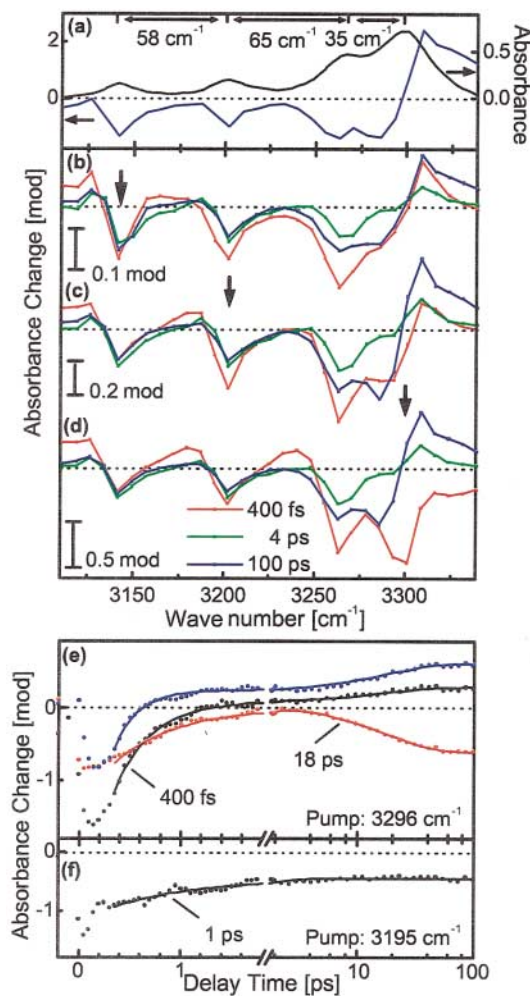 58 cm-1 65 cm-1 35 cm-1
(a)
2
0
0.5
0.0
Absorbance
(b)
0.1 mod
(c)
0.2 mod
(d)
0.5 mod
400 fs
4 ps
100 ps
Absorbance Change [mod]
3150 3200 3250 3300
Wave number [cm-1]
(e)
0
-1
400 fs
18 ps
Pump: 3296 cm-1
(f)
0
-1
1 ps
Pump: 3195 cm-1
Absorbance Change [mod]
0 1 10 100
Delay Time [ps]